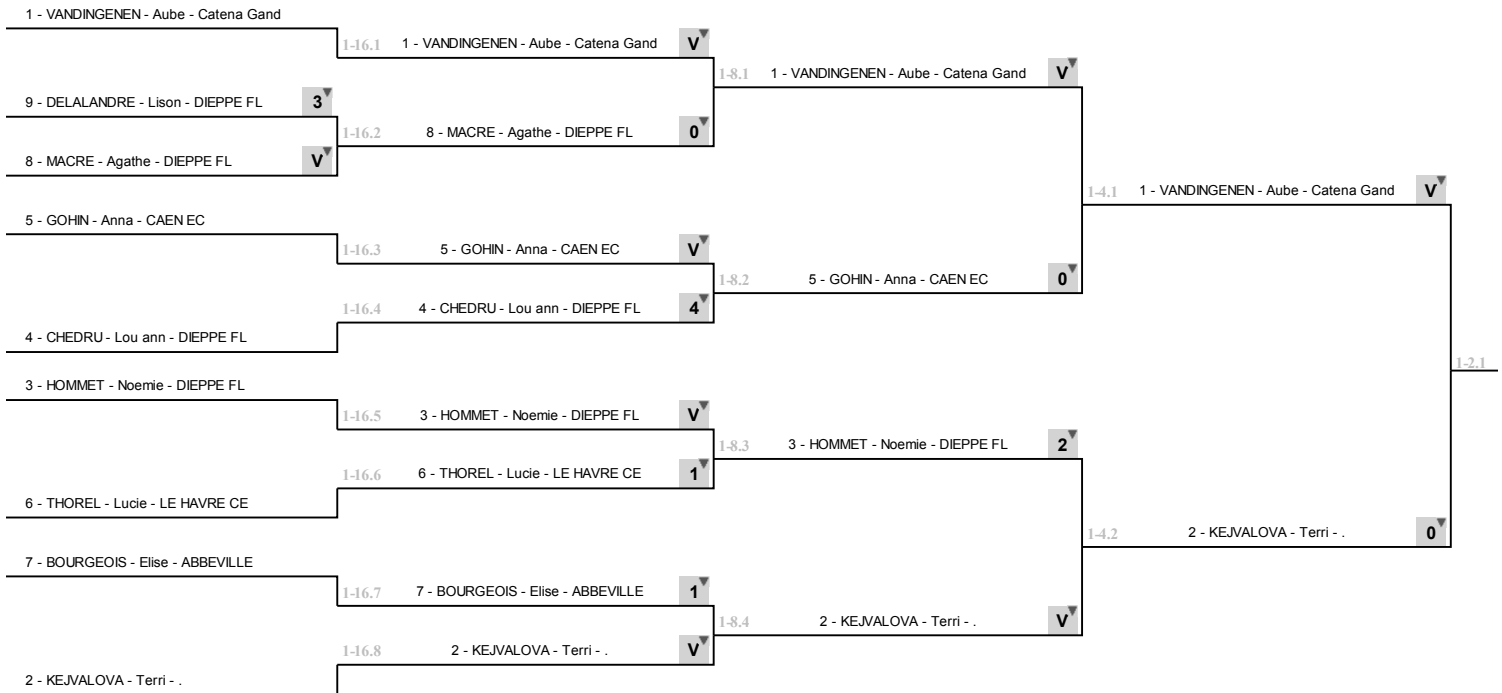 1 - VANDINGENEN - Aube - Catena Gand
1-16.1 1 - VANDINGENEN - Aube - Catena Gand V
1-8.1 1 - VANDINGENEN - Aube - Catena Gand V
9 - DELALANDRE - Lison - DIEPPE FL 3
1-16.2 8 - MACRE - Agathe - DIEPPE FL 0
8 - MACRE - Agathe - DIEPPE FL V
1-4.1 1 - VANDINGENEN - Aube - Catena Gand V
5 - GOHIN - Anna - CAEN EC
1-16.3 5 - GOHIN - Anna - CAEN EC V
1-8.2 5 - GOHIN - Anna - CAEN EC 0
1-16.4 4 - CHEDRU - Lou ann - DIEPPE FL 4
4 - CHEDRU - Lou ann - DIEPPE FL
1-2.1
3 - HOMMET - Noemie - DIEPPE FL
1-16.5 3 - HOMMET - Noemie - DIEPPE FL V
1-8.3 3 - HOMMET - Noemie - DIEPPE FL 2
1-16.6 6 - THOREL - Lucie - LE HAVRE CE 1
6 - THOREL - Lucie - LE HAVRE CE
1-4.2 2 - KEJVALOVA - Terri - . 0
7 - BOURGEOIS - Elise - ABBEVILLE
1-16.7 7 - BOURGEOIS - Elise - ABBEVILLE 1
1-8.4 2 - KEJVALOVA - Terri - . V
1-16.8 2 - KEJVALOVA - Terri - . V
2 - KEJVALOVA - Terri - .